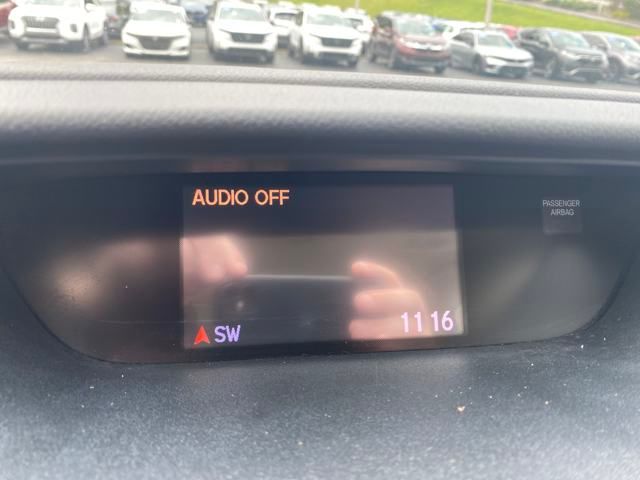 AUDIO OFF
PASSENGER
AIRBAG
SW
11 16